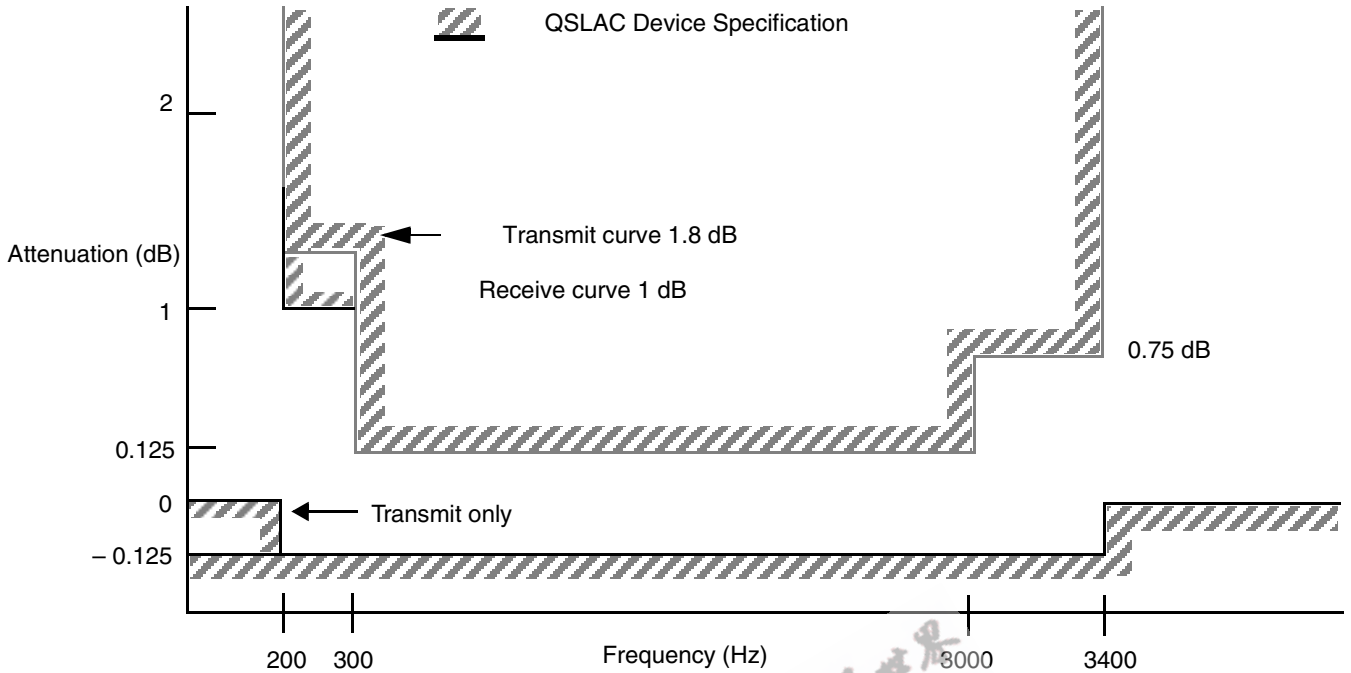 QSLAC Device Specification
2
Transmit curve 1.8 dB
Attenuation (dB)
Receive curve 1 dB
1
0.75 dB
0.125
0
Transmit only
– 0.125
200 300 Frequency (Hz) 3000 3400